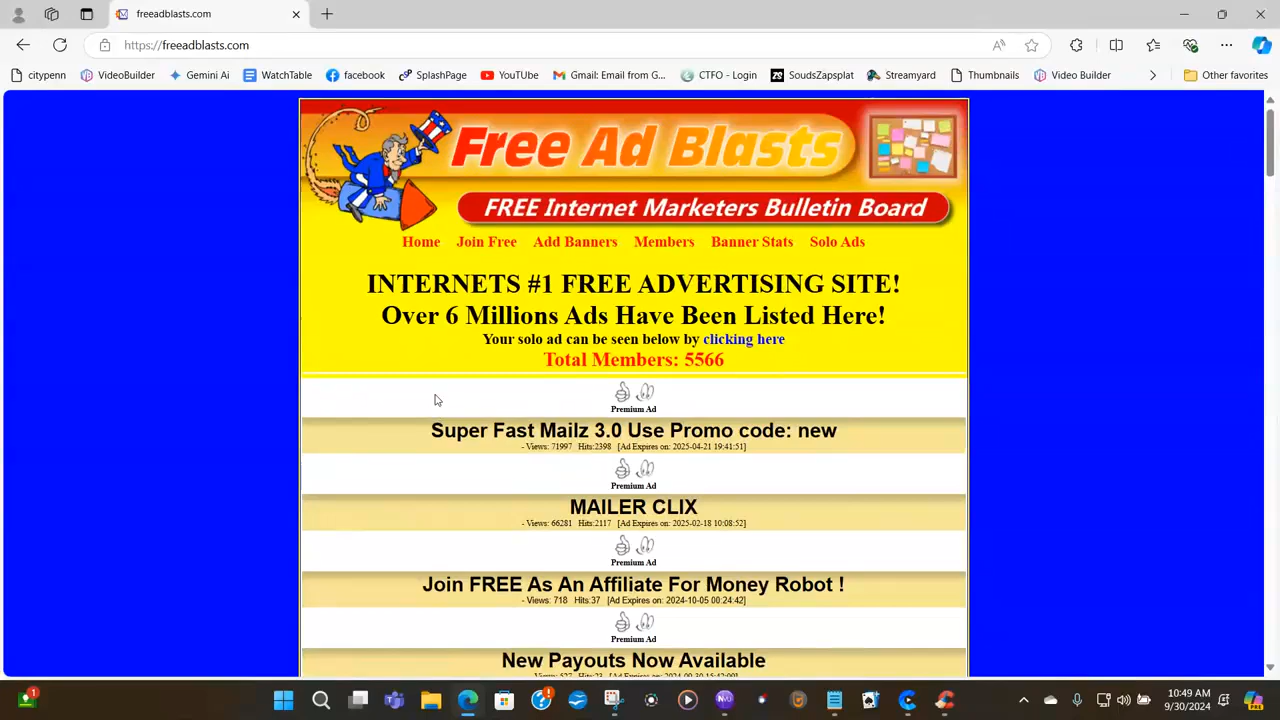 freeadblasts.com
https://freeadblasts.com
citypenn
VideoBuilder
Gemini Ai
WatchTable
facebook
SplashPage
YouTUBE
Gmail: Email from G...
CTFO - Login
SoudsZapsplat
Streamyard
Thumbnails
Video Builder
Other favorites
Free Ad Blasts
FREE Internet Marketers Bulletin Board
Home Join Free Add Banners Members Banner Stats Solo Ads
INTERNETS #1 FREE ADVERTISING SITE!
Over 6 Millions Ads Have Been Listed Here!
Your solo ad can be seen below by clicking here
Total Members: 5566
Premium Ad
Super Fast Mailz 3.0 Use Promo code: new
- Views: 71997 Hits:2398 [Ad Expires on: 2025-04-21 19:41:51]
Premium Ad
MAILER CLIX
- Views: 66281 Hits:2117 [Ad Expires on: 2025-02-18 10:08:52]
Premium Ad
Join FREE As An Affiliate For Money Robot !
- Views: 718 Hits:37 [Ad Expires on: 2024-10-05 00:24:42]
Premium Ad
New Payouts Now Available
10:49 AM
9/30/2024